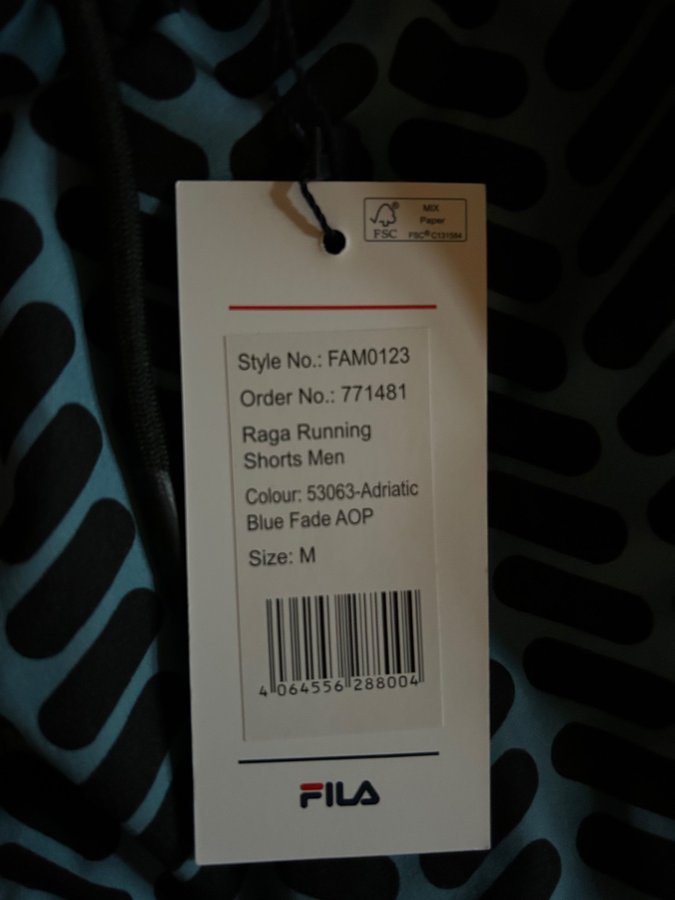 MIX
Paper
FSC
FSC® C131584
Style No.: FAM0123
Order No.: 771481
Raga Running
Shorts Men
Colour: 53063-Adriatic
Blue Fade AOP
Size: M
4 064556 288004
FILA